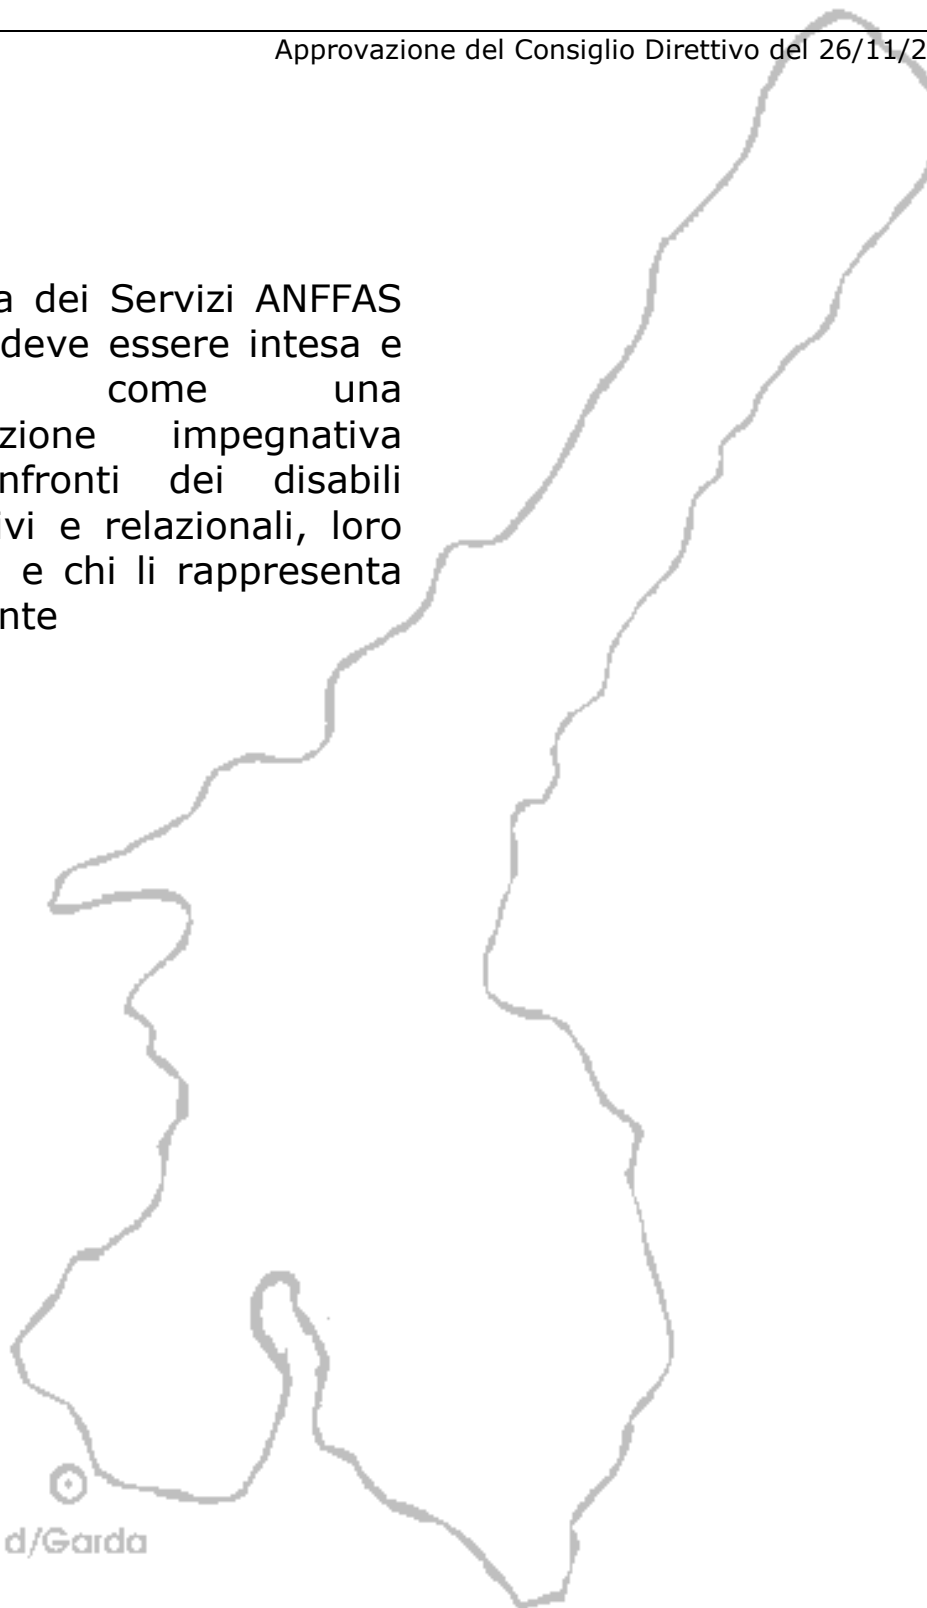 Approvazione del Consiglio Direttivo del 26/11/2
a dei Servizi ANFFAS
deve essere intesa e
come una
zione impegnativa
nfronti dei disabili
ivi e relazionali, loro
e chi li rappresenta
nte
d/Garda